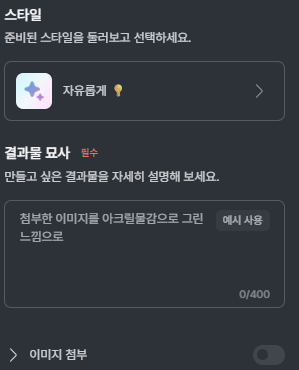 스타일
준비된 스타일을 둘러보고 선택하세요.
자유롭게 💡
결과물 묘사 필수
만들고 싶은 결과물을 자세히 설명해 보세요.
첨부한 이미지를 아크릴물감으로 그린
느낌으로
예시 사용
0/400
이미지 첨부